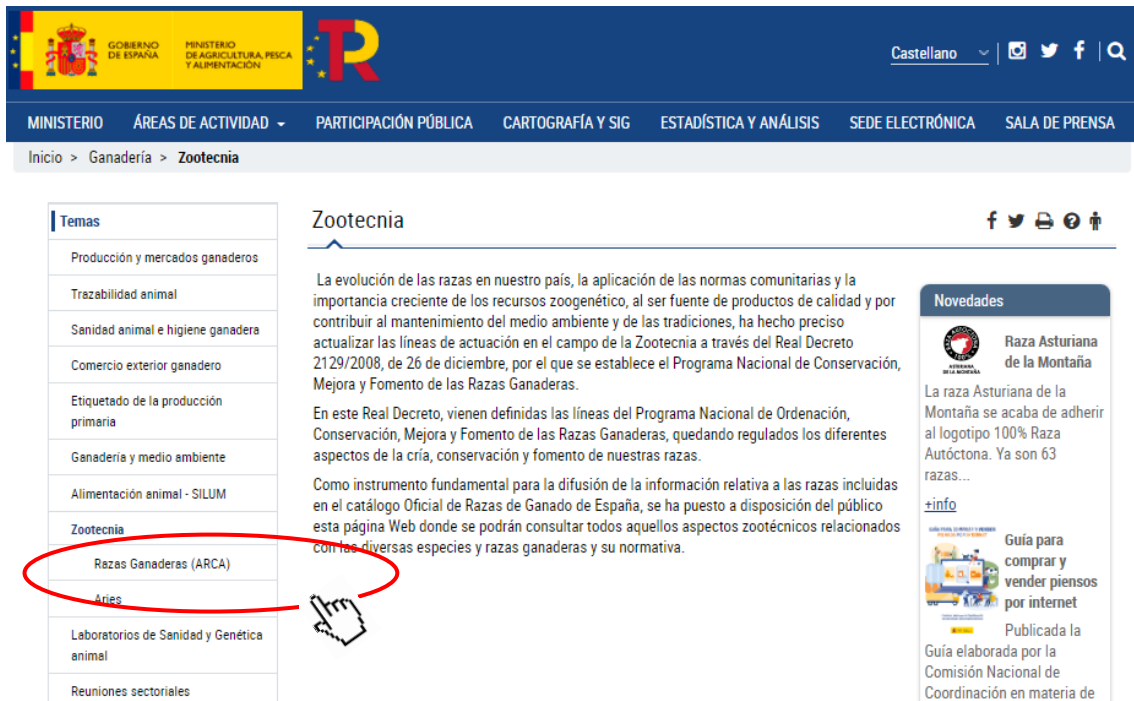 GOBIERNO
DE ESPAÑA
MINISTERIO
DE AGRICULTURA, PESCA
Y ALIMENTACIÓN
R
Castellano
MINISTERIO ÁREAS DE ACTIVIDAD PARTICIPACIÓN PÚBLICA CARTOGRAFÍA Y SIG ESTADÍSTICA Y ANÁLISIS SEDE ELECTRÓNICA SALA DE PRENSA
Inicio > Ganadería > Zootecnia
Temas
Producción y mercados ganaderos
Trazabilidad animal
Sanidad animal e higiene ganadera
Comercio exterior ganadero
Etiquetado de la producción
primaria
Ganadería y medio ambiente
Alimentación animal - SILUM
Zootecnia
Razas Ganaderas (ARCA)
Aries
Laboratorios de Sanidad y Genética
animal
Reuniones sectoriales
Zootecnia
La evolución de las razas en nuestro país, la aplicación de las normas comunitarias y la
importancia creciente de los recursos zoogenético, al ser fuente de productos de calidad y por
contribuir al mantenimiento del medio ambiente y de las tradiciones, ha hecho preciso
actualizar las líneas de actuación en el campo de la Zootecnia a través del Real Decreto
2129/2008, de 26 de diciembre, por el que se establece el Programa Nacional de Conservación,
Mejora y Fomento de las Razas Ganaderas.
En este Real Decreto, vienen definidas las líneas del Programa Nacional de Ordenación,
Conservación, Mejora y Fomento de las Razas Ganaderas, quedando regulados los diferentes
aspectos de la cría, conservación y fomento de nuestras razas.
Como instrumento fundamental para la difusión de la información relativa a las razas incluidas
en el catálogo Oficial de Razas de Ganado de España, se ha puesto a disposición del público
esta página Web donde se podrán consultar todos aquellos aspectos zootécnicos relacionados
con las diversas especies y razas ganaderas y su normativa.
Novedades
ASTURIANA
DE LA MONTAÑA
Raza Asturiana
de la Montaña
La raza Asturiana de la
Montaña se acaba de adherir
al logotipo 100% Raza
Autóctona. Ya son 63
razas...
+info
Guía para
comprar y
vender piensos
por internet
Publicada la
Guía elaborada por la
Comisión Nacional de
Coordinación en materia de